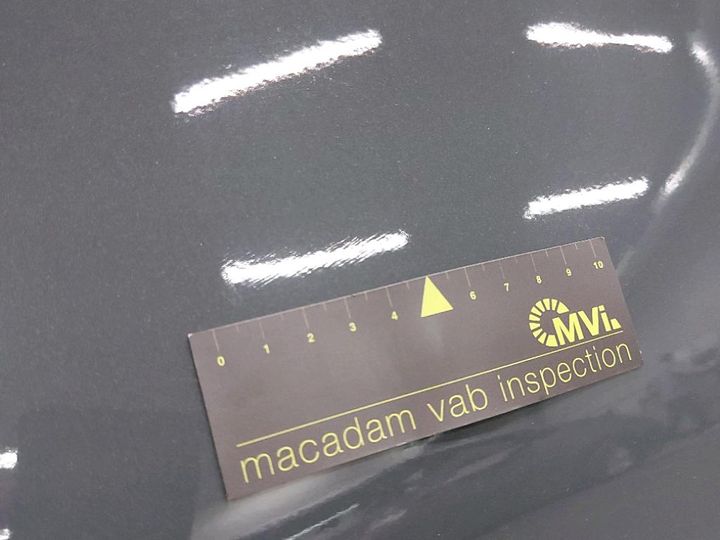 0 1 2 3 4 6 7 8 9 10
MVi.
macadam vab inspection